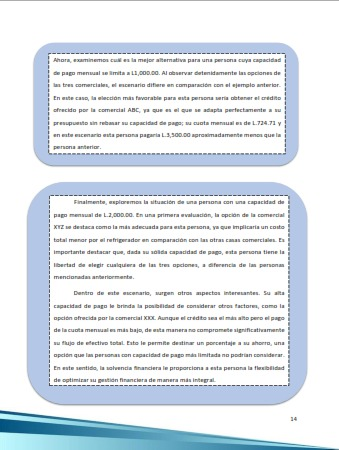 Ahora, examinemos cuál es la mejor alternativa para una persona cuya capacidad
de pago mensual se limita a L1,000.00. Al observar detenidamente las opciones de
las tres comerciales, el escenario difiere en comparación con el ejemplo anterior.
En este caso, la elección más favorable para esta persona sería obtener el crédito
ofrecido por la comercial ABC, ya que es el que se adapta perfectamente a su
presupuesto sin rebasar su capacidad de pago; su cuota mensual es de L.724.71 y
en este escenario esta persona pagaría L.3,500.00 aproximadamente menos que la
persona anterior.
Finalmente, exploremos la situación de una persona con una capacidad de
pago mensual de L.2,000.00. En una primera evaluación, la opción de la comercial
XYZ se destaca como la más adecuada para esta persona, ya que implicaría un costo
total menor por el refrigerador en comparación con las otras casas comerciales. Es
importante destacar que, dada su sólida capacidad de pago, esta persona tiene la
libertad de elegir cualquiera de las tres opciones, a diferencia de las personas
mencionadas anteriormente.
Dentro de este escenario, surgen otros aspectos interesantes. Su alta
capacidad de pago le brinda la posibilidad de considerar otros factores, como la
opción ofrecida por la comercial XXX. Aunque el crédito sea el más alto pero el pago
de la cuota mensual es más bajo, de esta manera no compromete significativamente
su flujo de efectivo total. Esto le permite destinar un porcentaje a su ahorro, una
opción que las personas con capacidad de pago más limitada no podrían considerar.
En este sentido, la solvencia financiera le proporciona a esta persona la flexibilidad
de optimizar su gestión financiera de manera más integral.
14